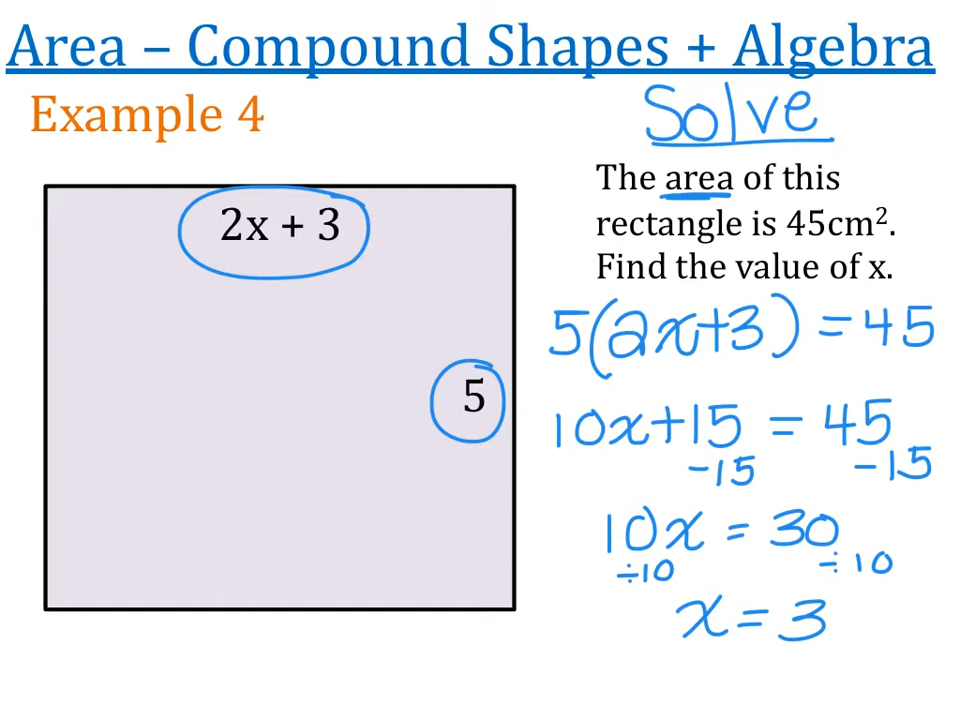 Area – Compound Shapes + Algebra
Example 4
Solve
2x + 3
5
The area of this
rectangle is 45cm².
Find the value of x.
5(2x+3) = 45
10x+15 = 45
-15 -15
10x = 30
÷10 ÷10
x = 3